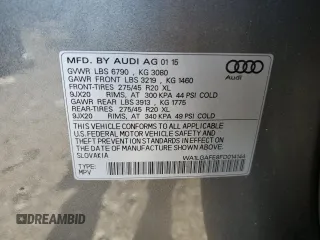 MFD. BY AUDI AG 01 15
GVWR LBS 6790 , KG 3080
GAWR FRONT LBS 3219 , KG 1460
FRONT-TIRES 275/45 R20 XL
9JX20 RIMS, AT 300 KPA 44 PSI COLD
GAWR REAR LBS 3913 , KG 1775
REAR-TIRES 275/45 R20 XL
9JX20 RIMS, AT 340 KPA 49 PSI COLD
Audi
THIS VEHICLE CONFORMS TO ALL APPLICABLE
U.S. FEDERAL MOTOR VEHICLE SAFETY, BUMPER,
AND THEFT PREVENTION STANDARDS IN EFFECT
ON THE DATE OF MANUFACTURE SHOWN ABOVE.
SLOVAKIA
TYPE:
MPV